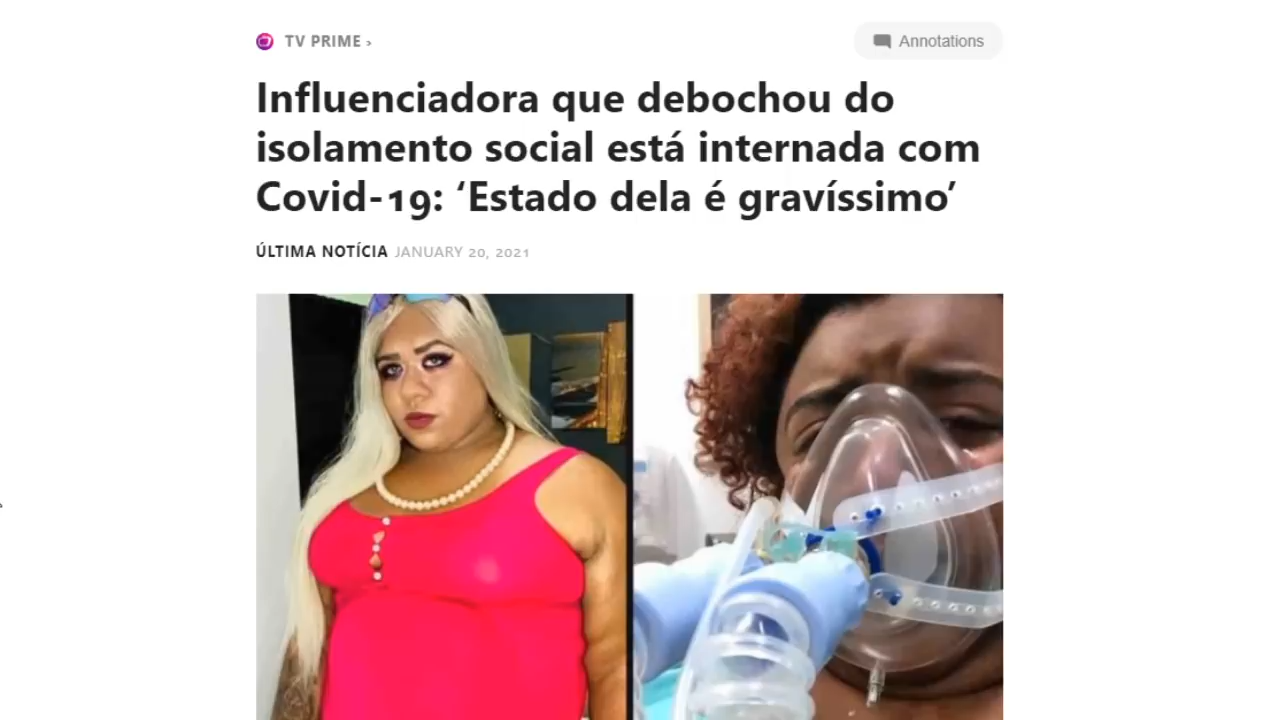 TV PRIME ›
Annotations
Influenciadora que debochou do
isolamento social está internada com
Covid-19: ‘Estado dela é gravíssimo’
ÚLTIMA NOTÍCIA JANUARY 20, 2021